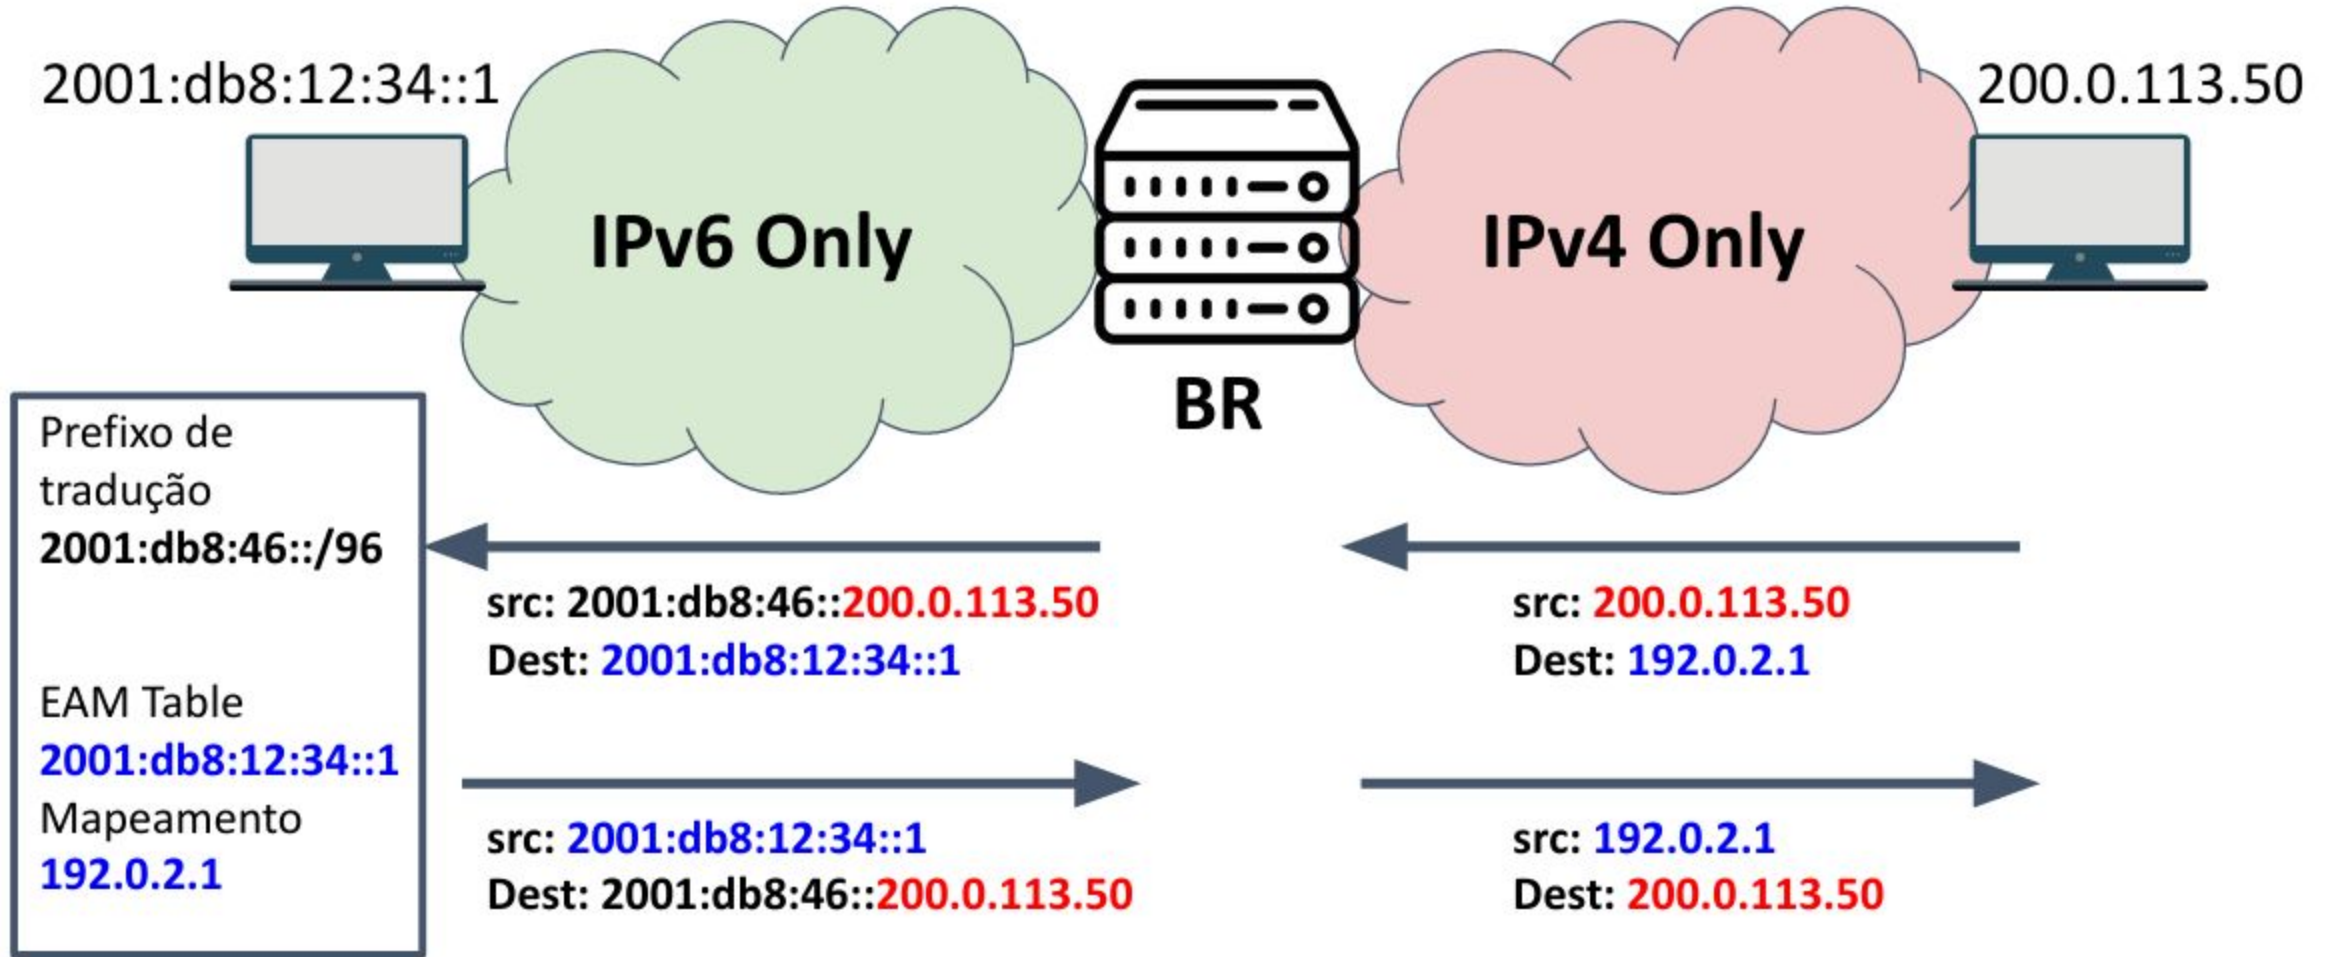 2001:db8:12:34::1
200.0.113.50
IPv6 Only
IPv4 Only
BR
Prefixo de
tradução
2001:db8:46::/96
EAM Table
2001:db8:12:34::1
Mapeamento
192.0.2.1
src: 2001:db8:46::200.0.113.50
Dest: 2001:db8:12:34::1
src: 200.0.113.50
Dest: 192.0.2.1
src: 2001:db8:12:34::1
Dest: 2001:db8:46::200.0.113.50
src: 192.0.2.1
Dest: 200.0.113.50